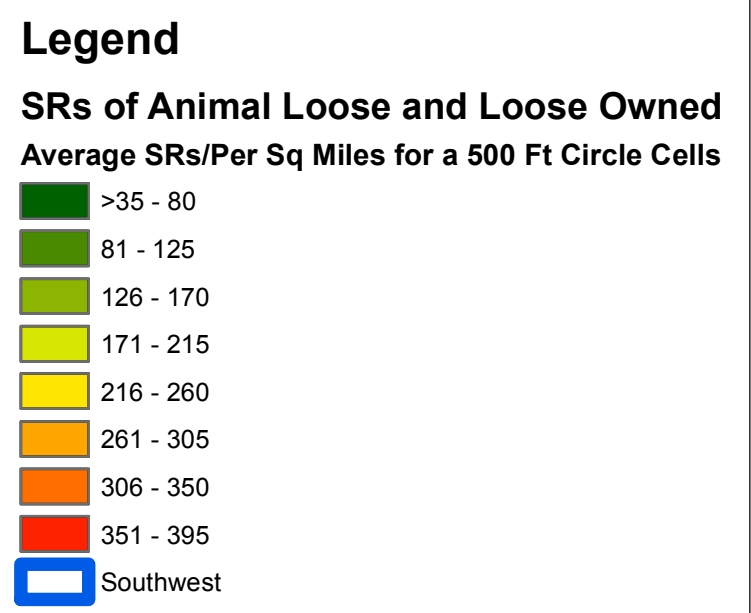 Legend
SRs of Animal Loose and Loose Owned
Average SRs/Per Sq Miles for a 500 Ft Circle Cells
>35 - 80
81 - 125
126 - 170
171 - 215
216 - 260
261 - 305
306 - 350
351 - 395
Southwest